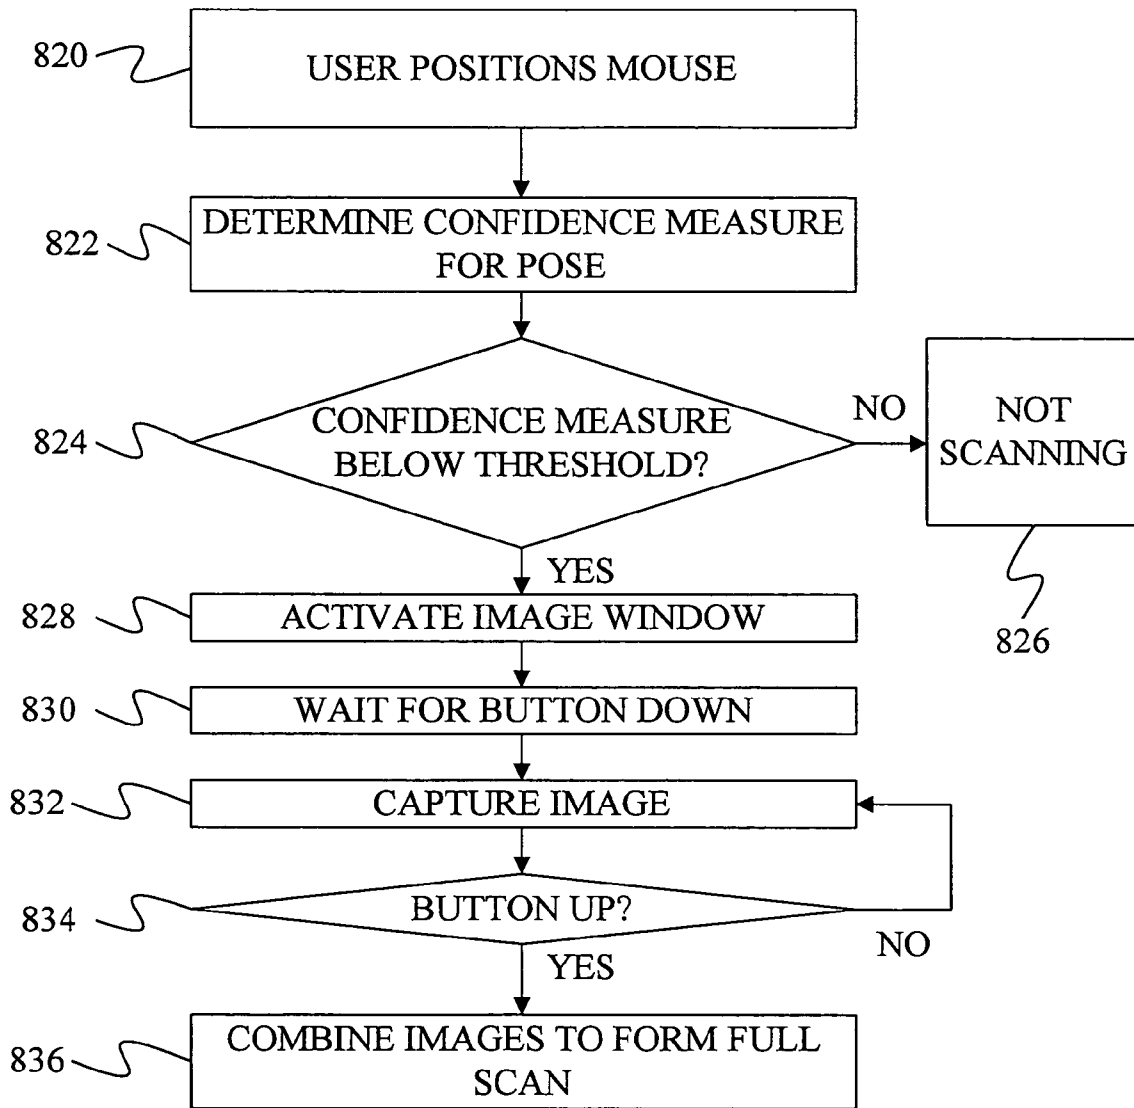 820
USER POSITIONS MOUSE
822
DETERMINE CONFIDENCE MEASURE
FOR POSE
824
CONFIDENCE MEASURE
BELOW THRESHOLD?
NO
NOT
SCANNING
826
YES
828
ACTIVATE IMAGE WINDOW
830
WAIT FOR BUTTON DOWN
832
CAPTURE IMAGE
834
BUTTON UP?
NO
YES
836
COMBINE IMAGES TO FORM FULL
SCAN